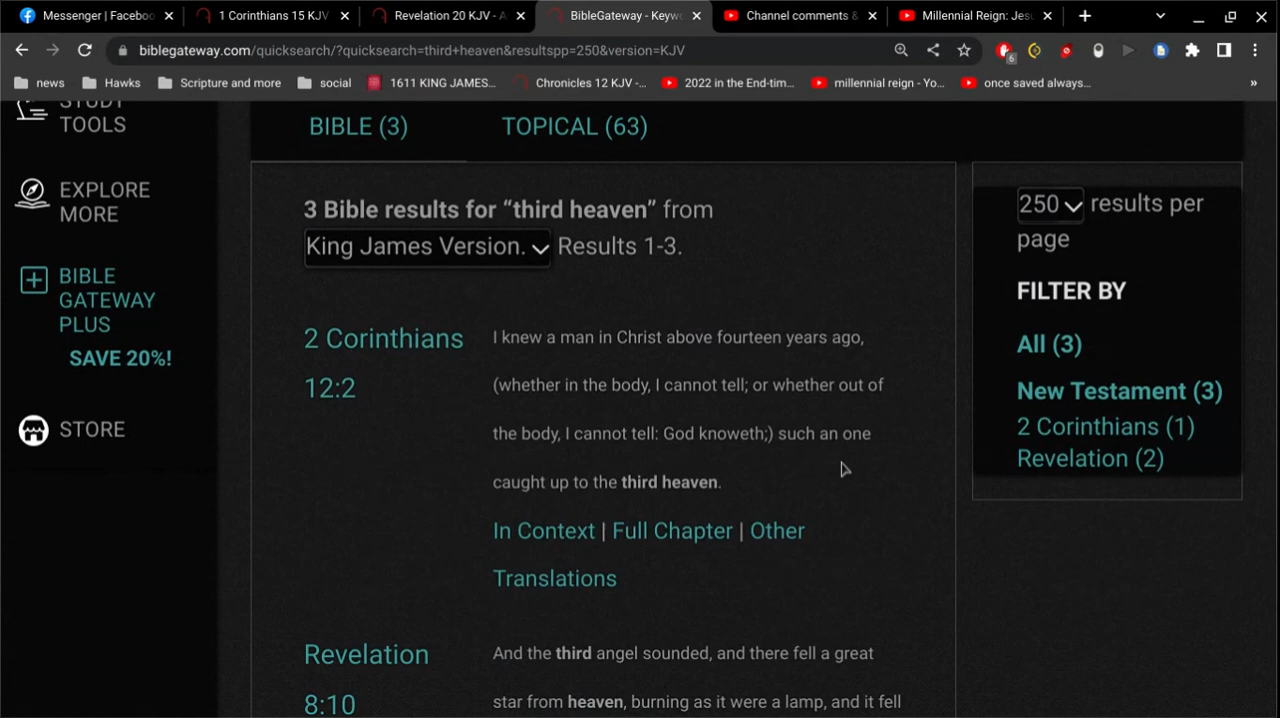 Messenger | Faceboo
1 Corinthians 15 KJV
Revelation 20 KJV - A
BibleGateway - Keywo
Channel comments &
Millennial Reign: Jesu
biblegateway.com/quicksearch/?quicksearch=third+heaven&resultspp=250&version=KJV
6
news
Hawks
Scripture and more
social
1611 KING JAMES...
Chronicles 12 KJV -...
2022 in the End-tim...
millennial reign - Yo...
once saved always...
»
STUDY
TOOLS
EXPLORE
MORE
BIBLE
GATEWAY
PLUS
SAVE 20%!
STORE
BIBLE (3)
TOPICAL (63)
3 Bible results for “third heaven” from
King James Version. Results 1-3.
2 Corinthians
12:2
I knew a man in Christ above fourteen years ago,
(whether in the body, I cannot tell; or whether out of
the body, I cannot tell: God knoweth;) such an one
caught up to the third heaven.
In Context | Full Chapter | Other
Translations
Revelation
8:10
And the third angel sounded, and there fell a great
star from heaven, burning as it were a lamp, and it fell
250 results per
page
FILTER BY
All (3)
New Testament (3)
2 Corinthians (1)
Revelation (2)